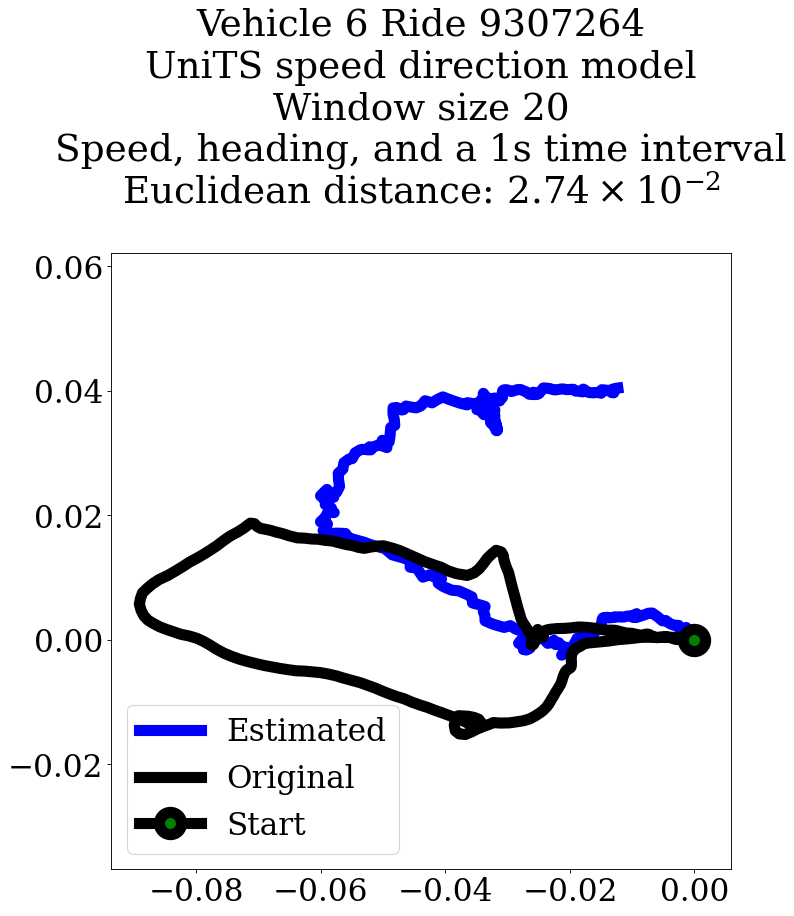 Vehicle 6 Ride 9307264
UniTS speed direction model
Window size 20
Speed, heading, and a 1s time interval
Euclidean distance: 2.74 × 10⁻²
0.06
0.04
0.02
0.00
−0.02
Estimated
Original
Start
−0.08 −0.06 −0.04 −0.02 0.00